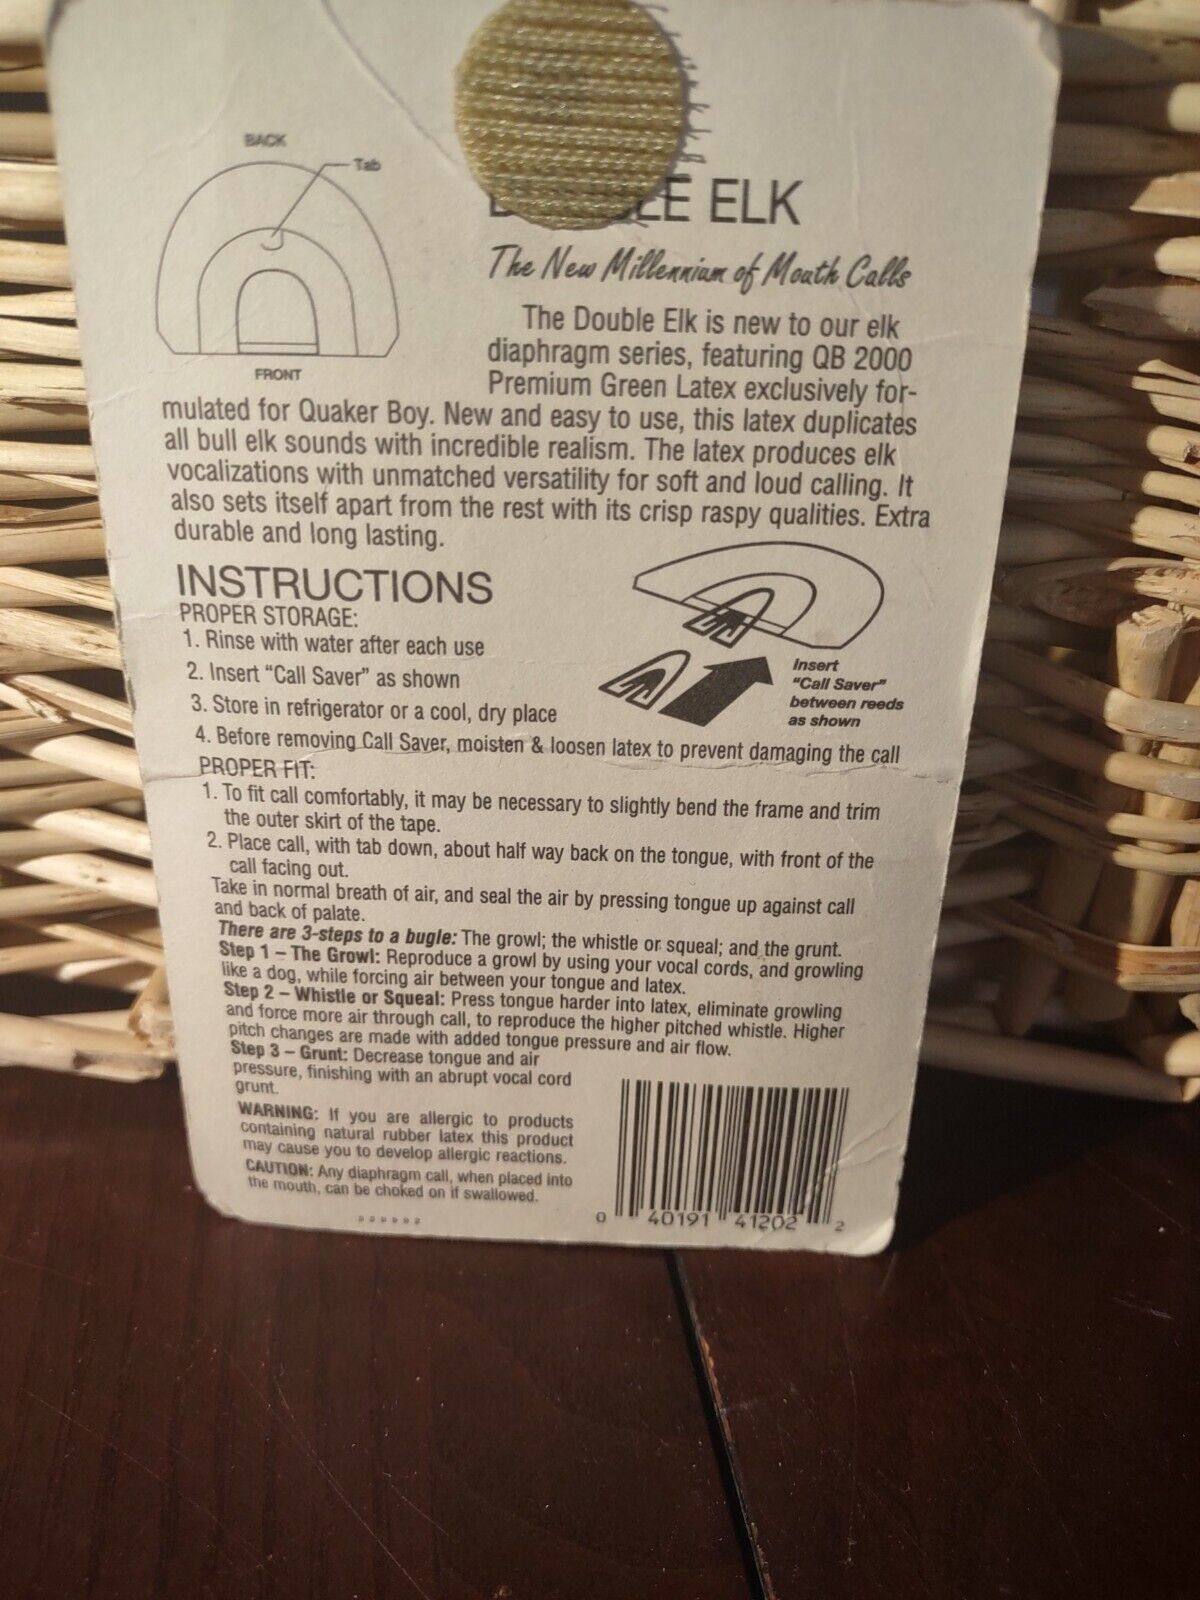 BACK
Tab
FRONT
ELK
The New Millennium of Mouth Calls
The Double Elk is new to our elk
diaphragm series, featuring QB 2000
Premium Green Latex exclusively for-
mulated for Quaker Boy. New and easy to use, this latex duplicates
all bull elk sounds with incredible realism. The latex produces elk
vocalizations with unmatched versatility for soft and loud calling. It
also sets itself apart from the rest with its crisp raspy qualities. Extra
durable and long lasting.
INSTRUCTIONS
PROPER STORAGE:
1. Rinse with water after each use
2. Insert “Call Saver” as shown
3. Store in refrigerator or a cool, dry place
Insert
“Call Saver”
between reeds
as shown
4. Before removing Call Saver, moisten & loosen latex to prevent damaging the call
PROPER FIT:
1. To fit call comfortably, it may be necessary to slightly bend the frame and trim
the outer skirt of the tape.
2. Place call, with tab down, about half way back on the tongue, with front of the
call facing out.
Take in normal breath of air, and seal the air by pressing tongue up against call
and back of palate.
There are 3-steps to a bugle: The growl; the whistle or squeal; and the grunt.
Step 1 – The Growl: Reproduce a growl by using your vocal cords, and growling
like a dog, while forcing air between your tongue and latex.
Step 2 – Whistle or Squeal: Press tongue harder into latex, eliminate growling
and force more air through call, to reproduce the higher pitched whistle. Higher
pitch changes are made with added tongue pressure and air flow.
Step 3 – Grunt: Decrease tongue and air
pressure, finishing with an abrupt vocal cord
grunt.
WARNING: If you are allergic to products
containing natural rubber latex this product
may cause you to develop allergic reactions.
CAUTION: Any diaphragm call, when placed into
the mouth, can be choked on if swallowed.
0 40191 41202 2